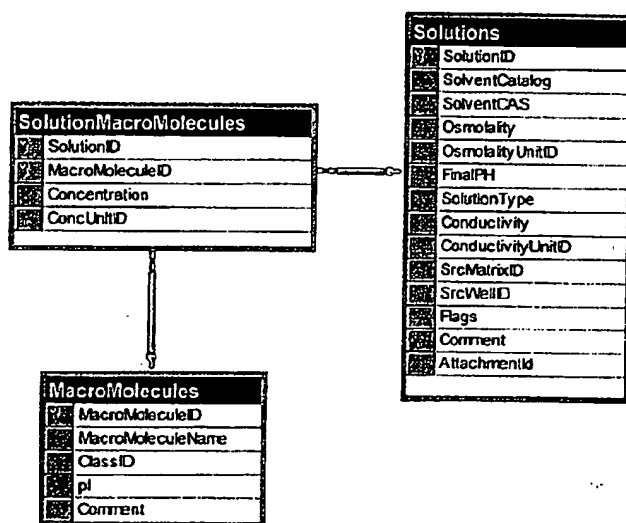 Solutions
SolutionID
SolventCatalog
SolventCAS
Osmolality
OsmolalityUnitID
FinalPH
SolutionType
Conductivity
ConductivityUnitID
SrcMatrixID
SrcWellID
Flags
Comment
AttachmentId
SolutionMacroMolecules
SolutionID
MacroMoleculeID
Concentration
ConcUnitID
MacroMolecules
MacroMoleculeID
MacroMoleculeName
ClassID
pI
Comment